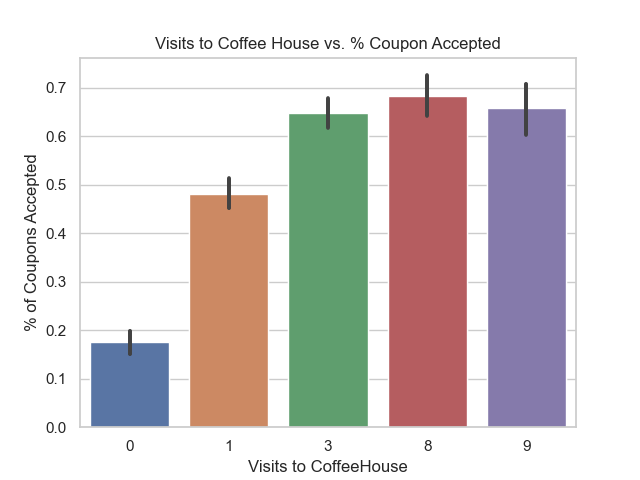 Visits to Coffee House vs. % Coupon Accepted
% of Coupons Accepted
0.7
0.6
0.5
0.4
0.3
0.2
0.1
0.0
0 1 3 8 9
Visits to CoffeeHouse